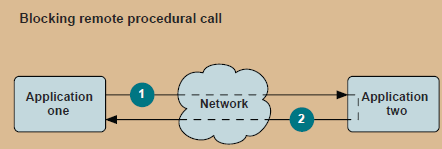 Blocking remote procedural call
1
Application
one
Network
Application
two
2